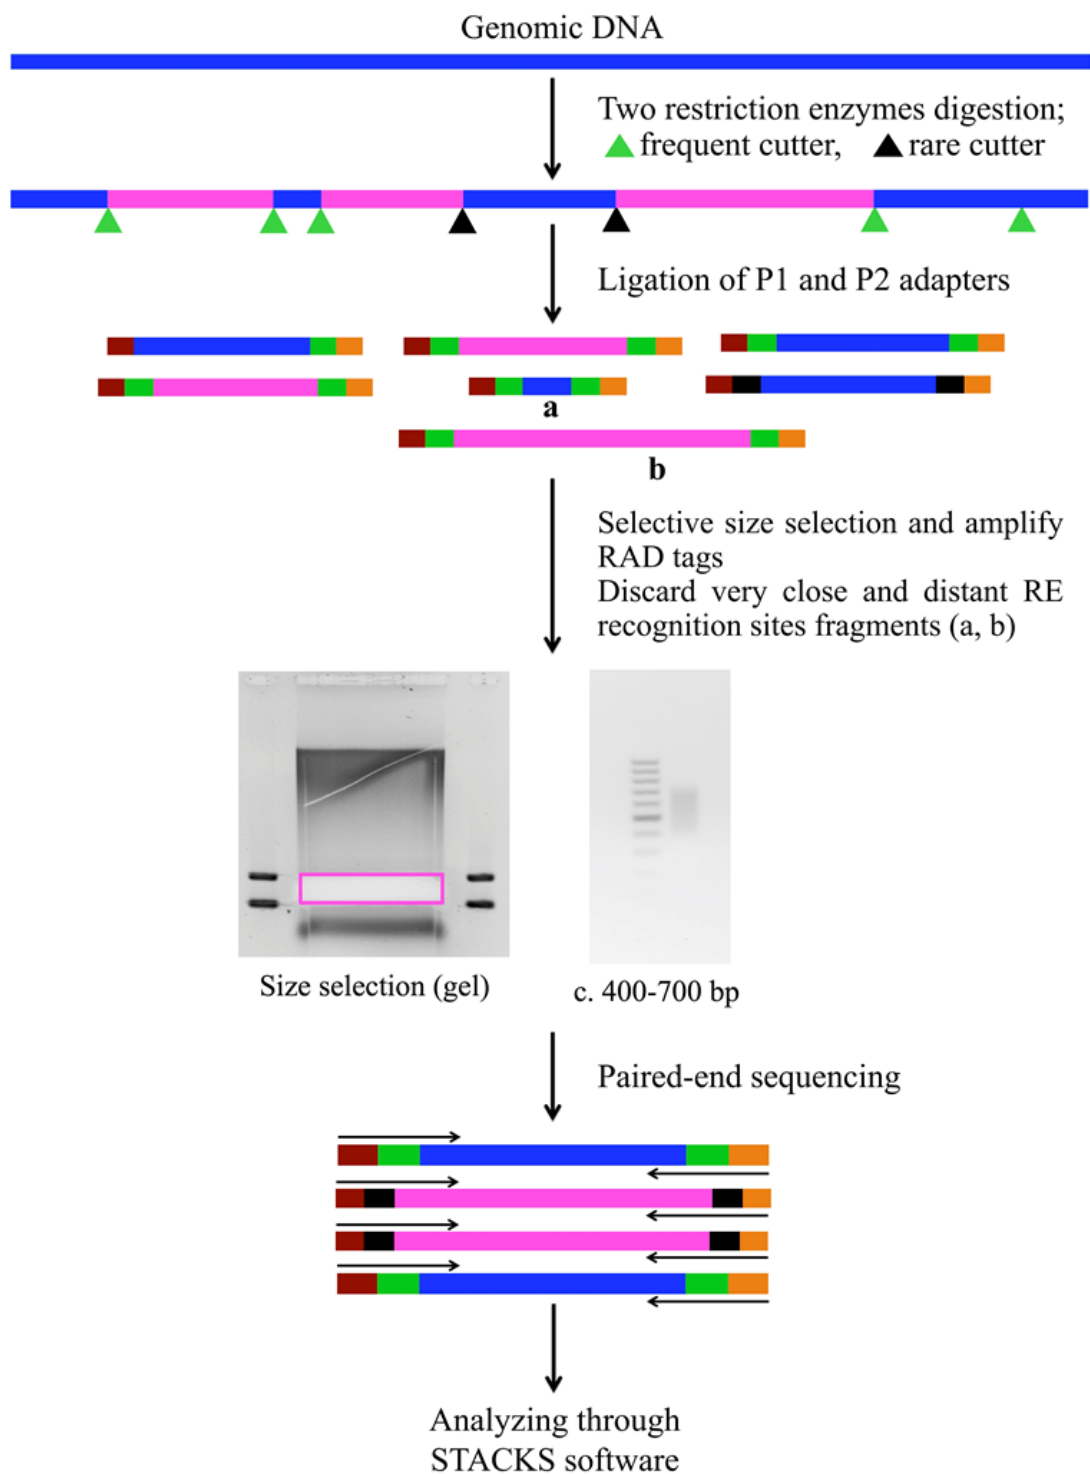 Genomic DNA
Two restriction enzymes digestion;
frequent cutter, rare cutter
Ligation of P1 and P2 adapters
a
b
Selective size selection and amplify
RAD tags
Discard very close and distant RE
recognition sites fragments (a, b)
Size selection (gel)
c. 400-700 bp
Paired-end sequencing
Analyzing through
STACKS software